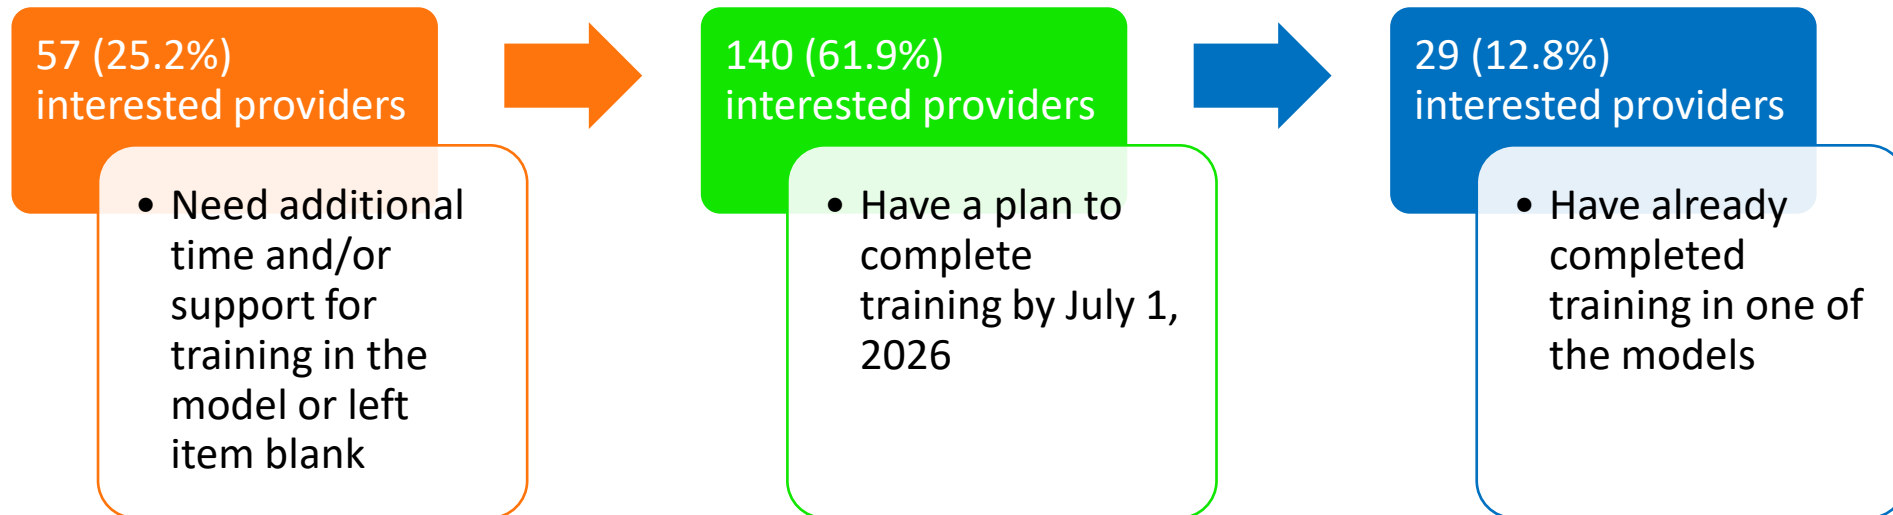 57 (25.2%)
interested providers
• Need additional
time and/or
support for
training in the
model or left
item blank
140 (61.9%)
interested providers
• Have a plan to
complete
training by July 1,
2026
29 (12.8%)
interested providers
• Have already
completed
training in one of
the models